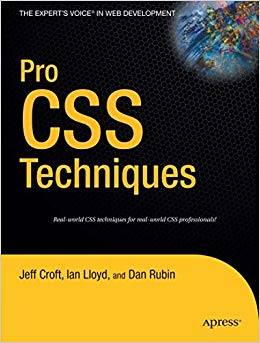 THE EXPERT'S VOICE® IN WEB DEVELOPMENT
Pro
CSS
Techniques
Real-world CSS techniques for real-world CSS professionals!
Jeff Croft, Ian Lloyd, and Dan Rubin
Apress®